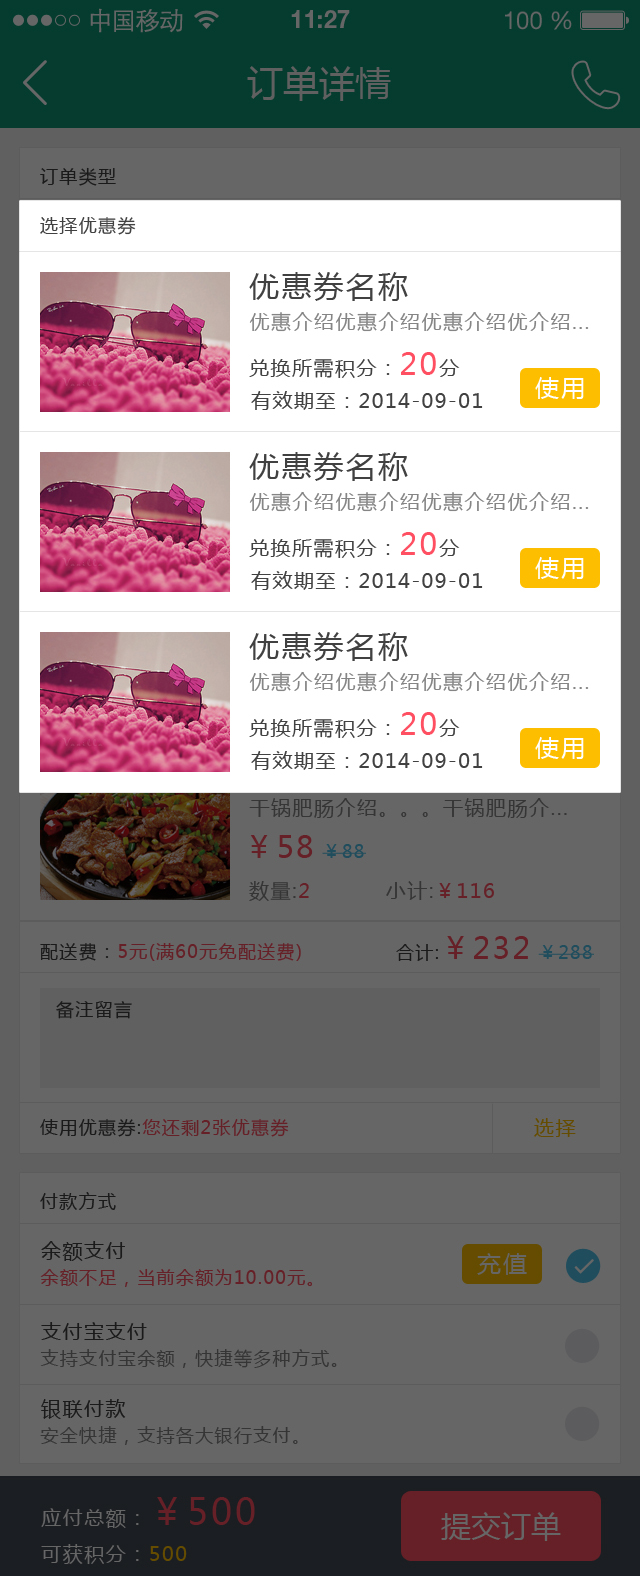 中国移动 11:27 100 %
订单详情
订单类型
选择优惠券
优惠券名称
优惠介绍优惠介绍优惠介绍优介绍...
兑换所需积分：20分
有效期至：2014-09-01
使用
优惠券名称
优惠介绍优惠介绍优惠介绍优介绍...
兑换所需积分：20分
有效期至：2014-09-01
使用
优惠券名称
优惠介绍优惠介绍优惠介绍优介绍...
兑换所需积分：20分
有效期至：2014-09-01
使用
干锅肥肠介绍。。。干锅肥肠介...
¥58 ¥88
数量:2 小计:¥116
配送费：5元(满60元免配送费) 合计:¥232 ¥288
备注留言
使用优惠券:您还剩2张优惠券 选择
付款方式
余额支付
余额不足，当前余额为10.00元。
充值
支付宝支付
支持支付宝余额，快捷等多种方式。
银联付款
安全快捷，支持各大银行支付。
应付总额：¥500
可获积分：500
提交订单